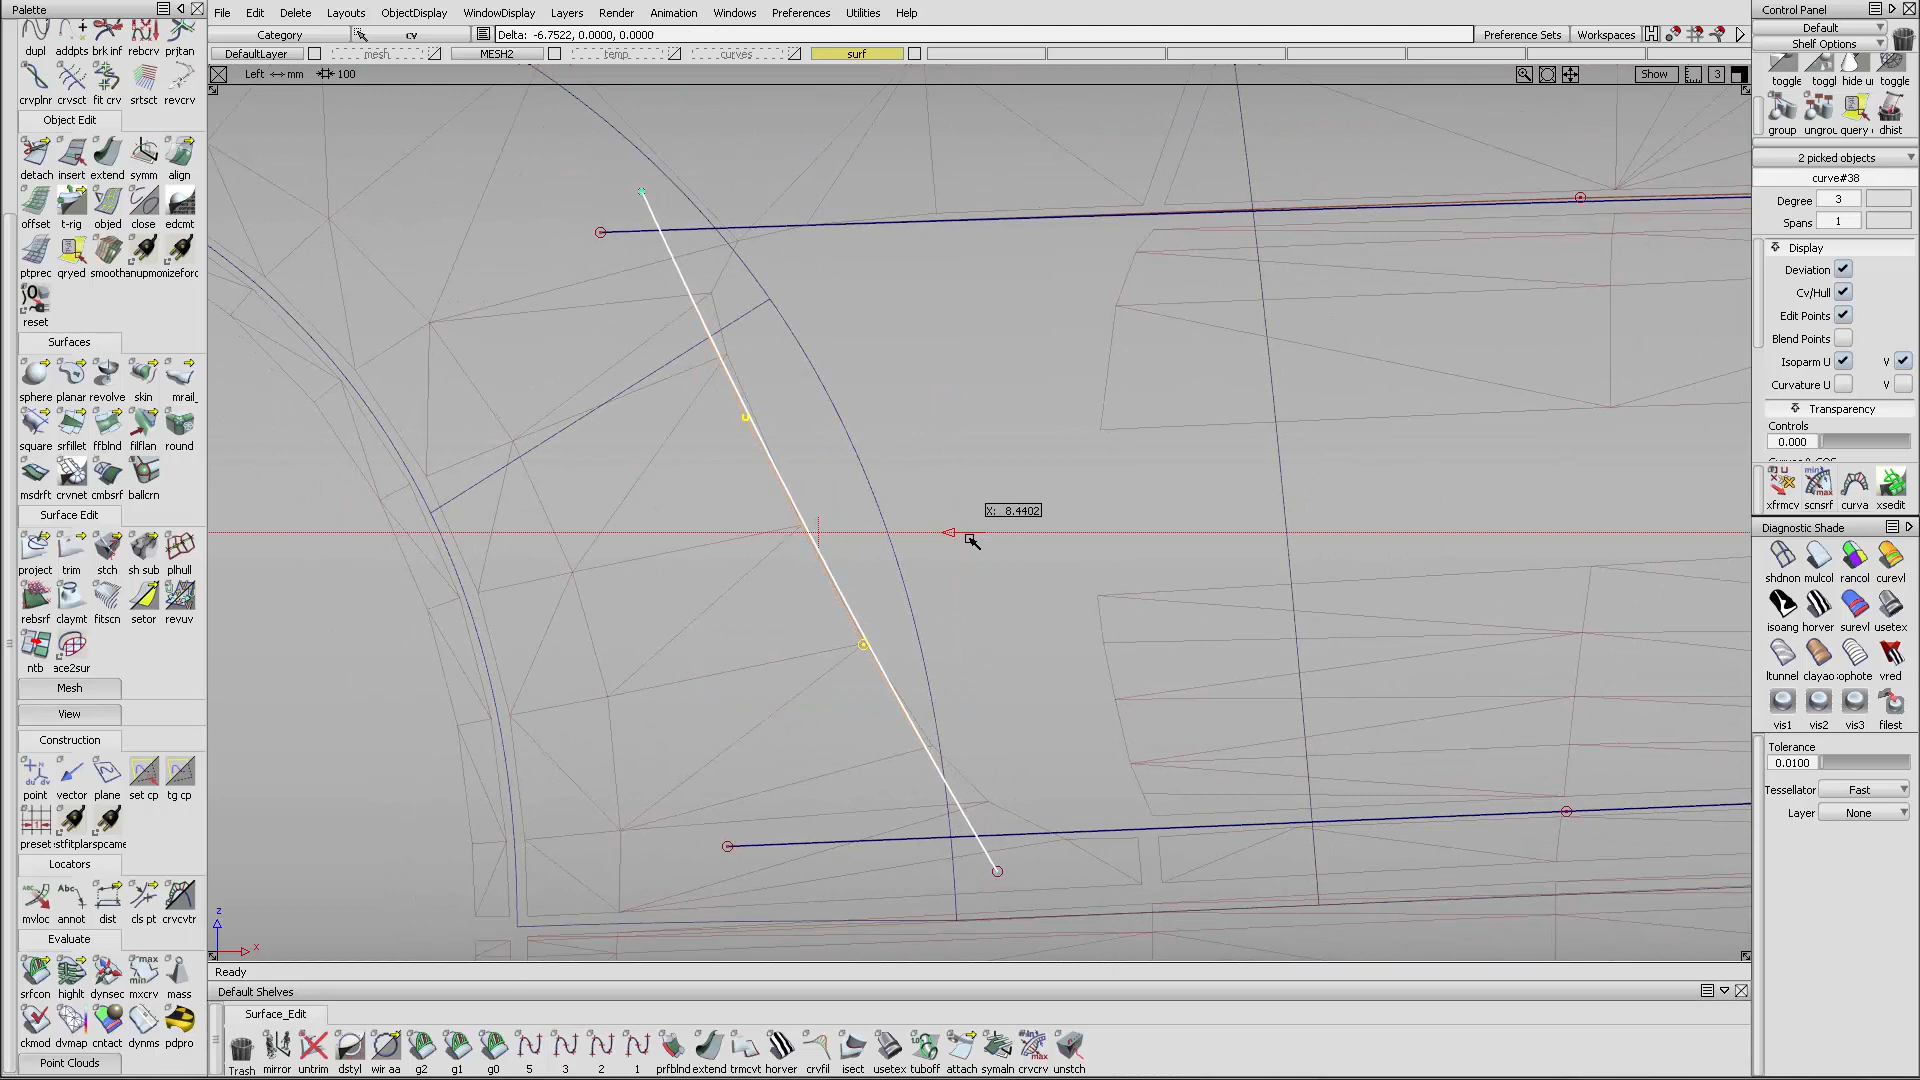 Palette
File Edit Delete Layouts ObjectDisplay WindowDisplay Layers Render Animation Windows Preferences Utilities Help
Control Panel
Default
Category
cv
Delta: -6.7522, 0.0000, 0.0000
Preference Sets
Workspaces
Shelf Options
dupl addpts brk inf rebcrv prjtan
DefaultLayer mesh MESH2 temp curves surf
Left mm 100
Show
3
toggle toggl hide ui toggle
crvplnr crvsct fit crv srtsct revcrv
group ungrou query dhist
Object Edit
2 picked objects
detach insert extend symm align
curve#38
Degree 3
Spans 1
offset t-rig objed close edcmt
Display
Deviation
ptprec qryed smooth
Cv/Hull
Edit Points
reset
Blend Points
Surfaces
Isoparm U V
Curvature U V
sphere planar revolve skin mrail_
Transparency
Controls
0.000
square srfillet ffblnd filflan round
msdrft crvnet cmbsrf ballcrn
xfrmcv scnsrf curva xsedit
Surface Edit
X: 8.4402
Diagnostic Shade
project trim stch sh sub plhull
shdnon mulcol rancol curevl
rebsrf claymt fitscn setor revuv
isoang horver surevl usetex
ntb ace2sur
ltunnel clayao ophote vred
Mesh
View
vis1 vis2 vis3 filest
Construction
Tolerance
0.0100
point vector plane set cp tg cp
Tessellator Fast
Layer None
preset stfitplar spcame
Locators
mvloc annot dist cls pt crvcvtr
Evaluate
z
x
srfcon highlt dynsec mxcrv mass
Ready
Default Shelves
Surface_Edit
ckmod dvmap cntact dynms pdpro
Point Clouds
Trash mirror untrim dstyl wir aa g2 g1 g0 5 3 2 1 prfblnd extend trmcvt horver crvfil isect usetex tuboff attach symaln crvcrv unstch